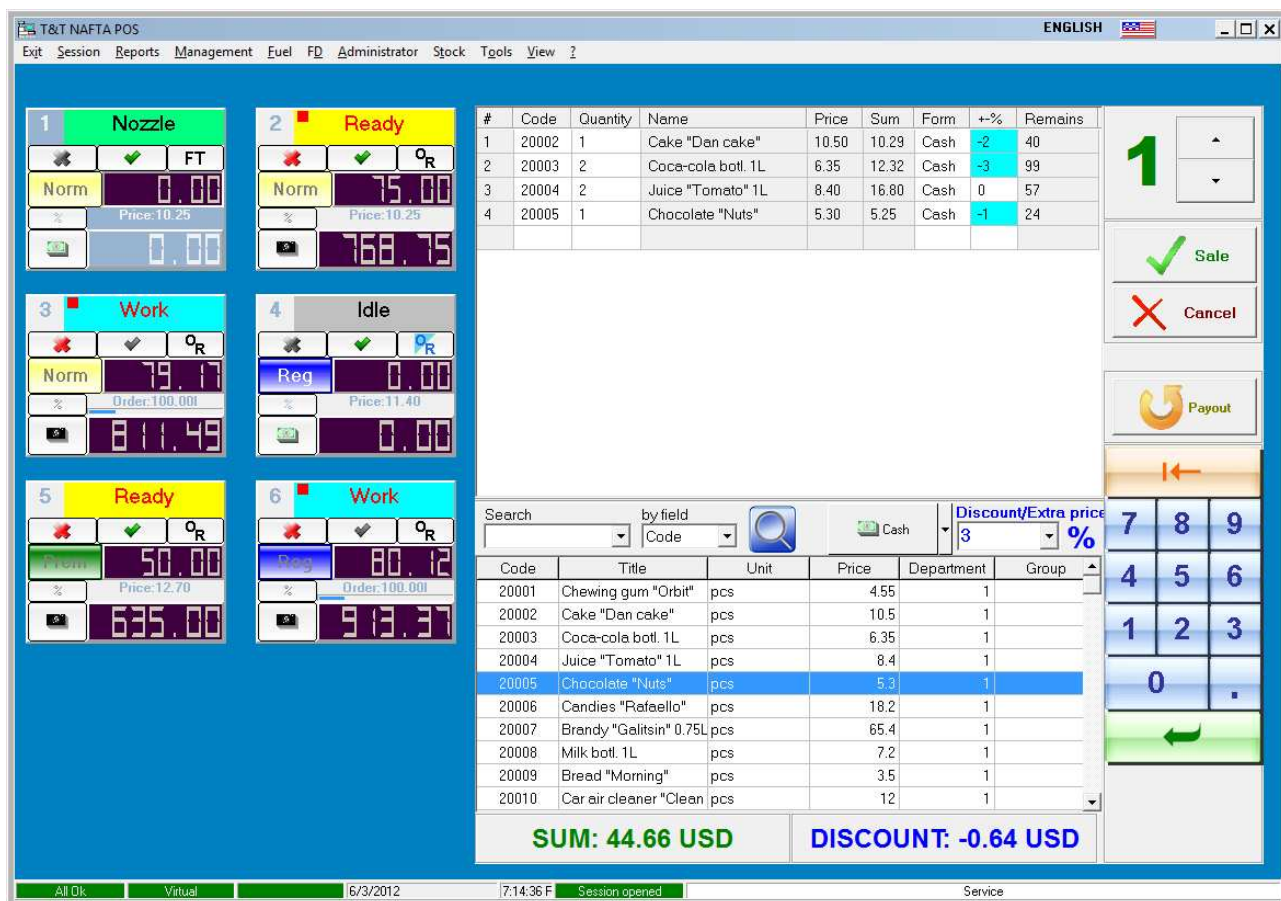 T&T NAFTA POS ENGLISH
Exit Session Reports Management Fuel FD Administrator Stock Tools View ?
1 Nozzle
FT
Norm 0.00
% Price:10.25
0.00
2 Ready
OR
Norm 75.00
% Price:10.25
768.75
3 Work
OR
Norm 79.17
% Order:100.00l
811.49
4 Idle
OR
Reg 0.00
% Price:11.40
0.00
5 Ready
OR
Prem 50.00
% Price:12.70
635.00
6 Work
OR
Reg 80.12
% Order:100.00l
913.37
# Code Quantity Name Price Sum Form +-% Remains
1 20002 1 Cake "Dan cake" 10.50 10.29 Cash -2 40
2 20003 2 Coca-cola botl. 1L 6.35 12.32 Cash -3 99
3 20004 2 Juice "Tomato" 1L 8.40 16.80 Cash 0 57
4 20005 1 Chocolate "Nuts" 5.30 5.25 Cash -1 24
Search by field Discount/Extra price
Code Cash 3 %
Code Title Unit Price Department Group
20001 Chewing gum "Orbit" pcs 4.55 1
20002 Cake "Dan cake" pcs 10.5 1
20003 Coca-cola botl. 1L pcs 6.35 1
20004 Juice "Tomato" 1L pcs 8.4 1
20005 Chocolate "Nuts" pcs 5.3 1
20006 Candies "Rafaello" pcs 18.2 1
20007 Brandy "Galitsin" 0.75L pcs 65.4 1
20008 Milk botl. 1L pcs 7.2 1
20009 Bread "Morning" pcs 3.5 1
20010 Car air cleaner "Clean pcs 12 1
SUM: 44.66 USD DISCOUNT: -0.64 USD
1
Sale
Cancel
Payout
7 8 9
4 5 6
1 2 3
0 .
All Ok Virtual 6/3/2012 7:14:36 F Session opened Service